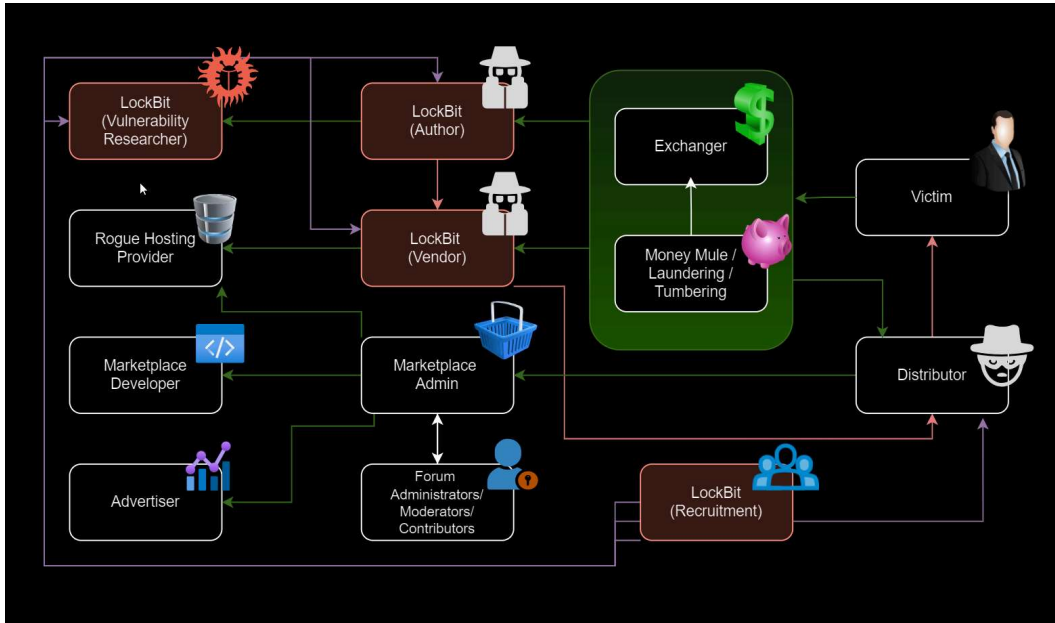 LockBit
(Vulnerability
Researcher)
LockBit
(Author)
Exchanger
Victim
Rogue Hosting
Provider
LockBit
(Vendor)
Money Mule /
Laundering /
Tumbering
Marketplace
Developer
Marketplace
Admin
Distributor
Advertiser
Forum
Administrators/
Moderators/
Contributors
LockBit
(Recruitment)